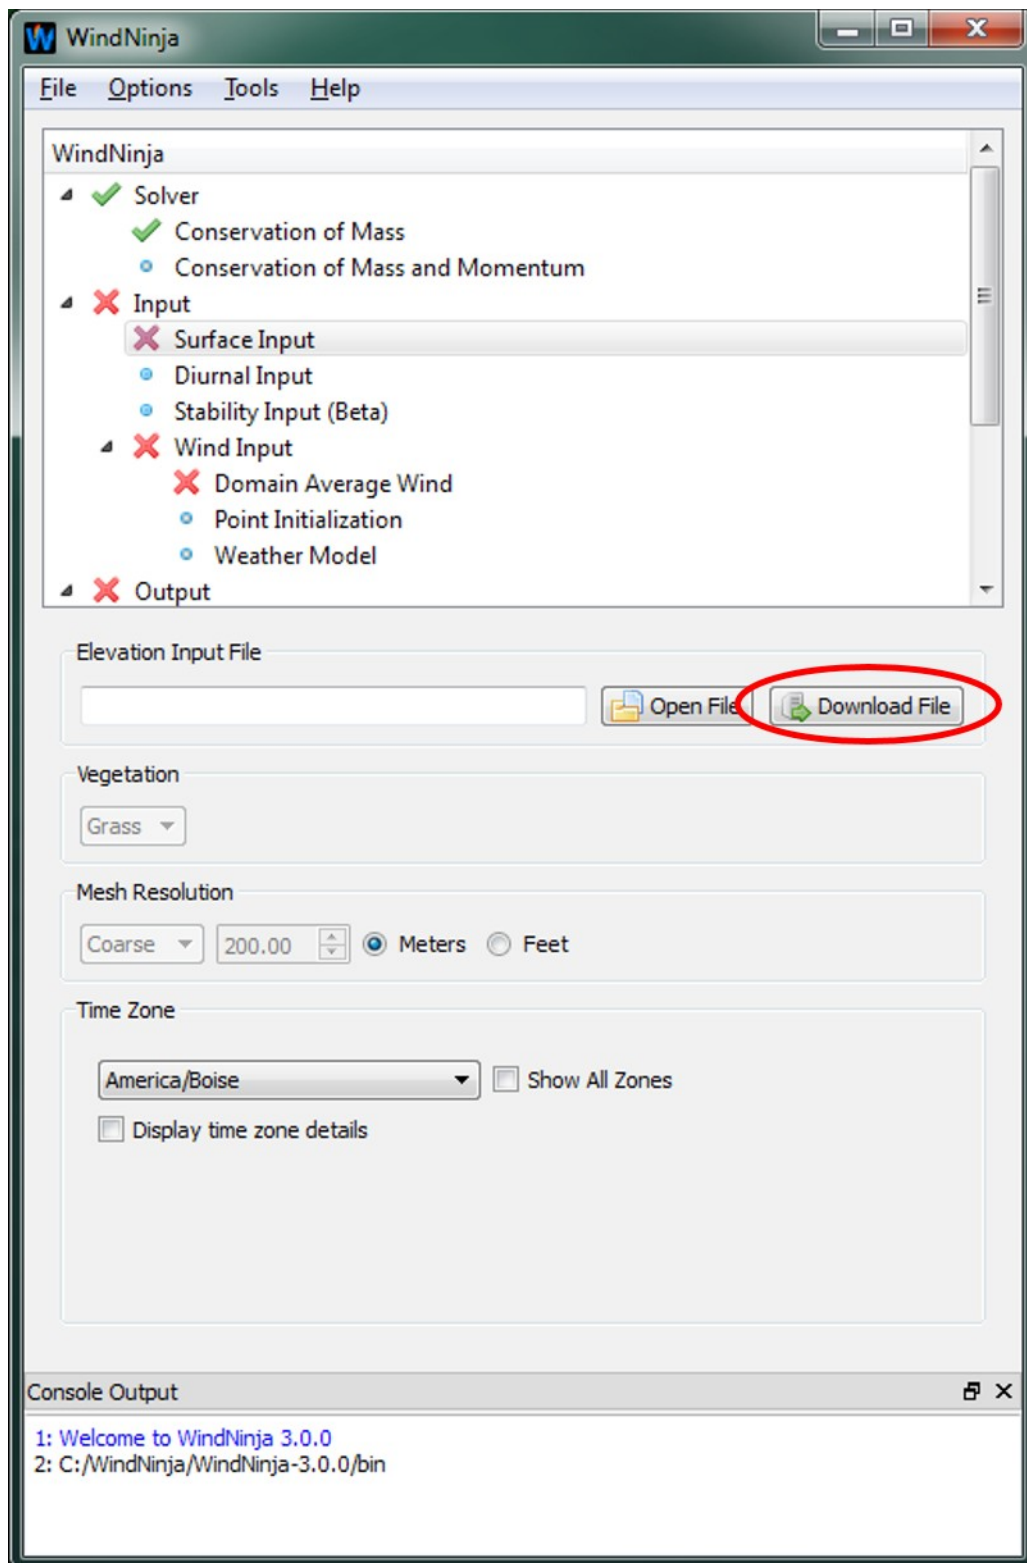 WindNinja
File Options Tools Help
WindNinja
Solver
Conservation of Mass
Conservation of Mass and Momentum
Input
Surface Input
Diurnal Input
Stability Input (Beta)
Wind Input
Domain Average Wind
Point Initialization
Weather Model
Output
Elevation Input File
Open File Download File
Vegetation
Grass
Mesh Resolution
Coarse 200.00 Meters Feet
Time Zone
America/Boise Show All Zones
Display time zone details
Console Output
1: Welcome to WindNinja 3.0.0
2: C:/WindNinja/WindNinja-3.0.0/bin